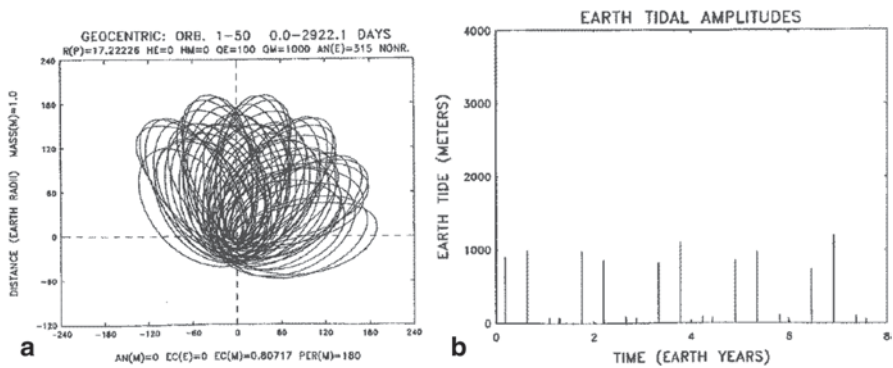 GEOCENTRIC: ORB. 1-50 0.0-2922.1 DAYS
R(P)=17.22226 HE=0 HM=0 QE=100 QM=1000 AN(E)=315 NONR.
240
180
120
60
0
-60
-120
DISTANCE (EARTH RADII) MASS(M)=1.0
-240 -180 -120 -60 0 60 120 180 240
AN(M)=0 EC(E)=0 EC(M)=0.80717 PER(M)=180
a
EARTH TIDAL AMPLITUDES
4000
3000
2000
1000
0
EARTH TIDE (METERS)
0 2 4 6 8
TIME (EARTH YEARS)
b